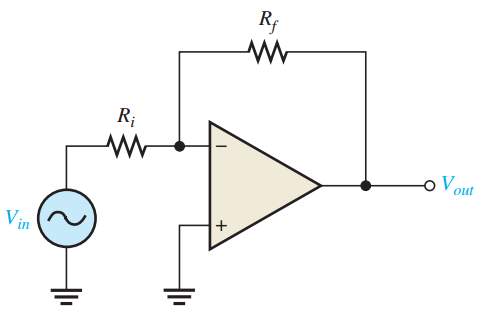 R_f
R_i
−
+
V_in
V_out